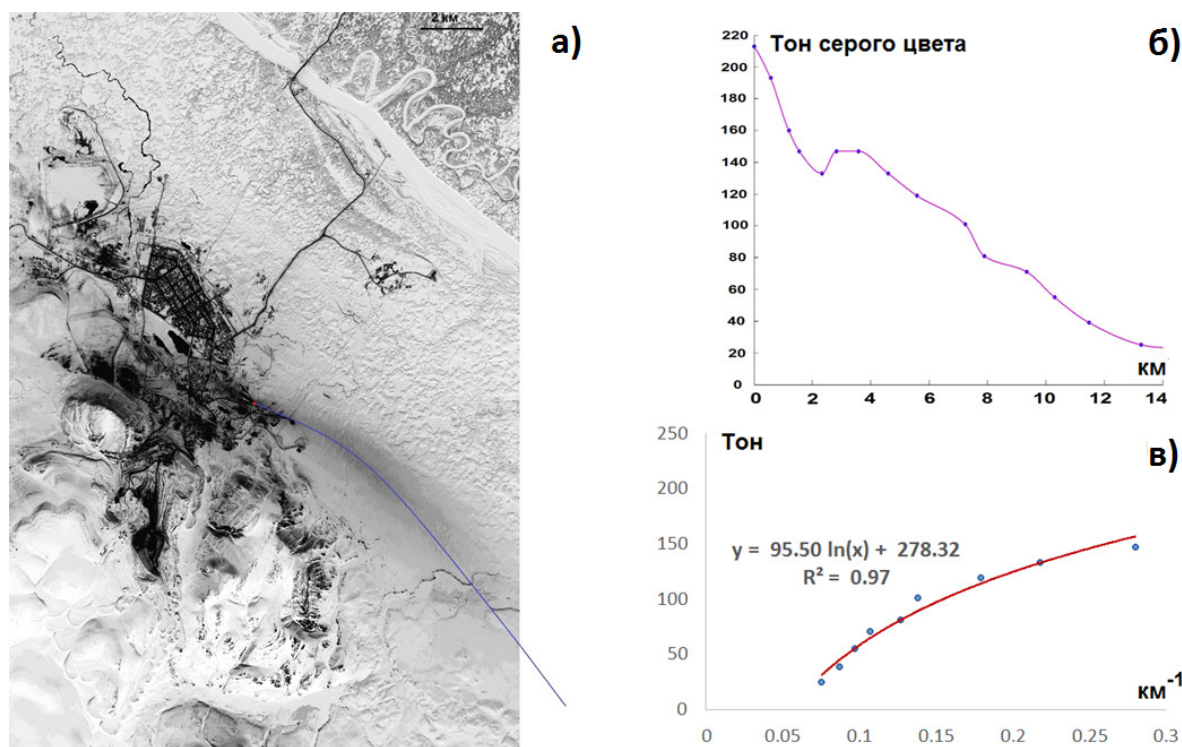 2 км
а)
Тон серого цвета
б)
220
200
180
160
140
120
100
80
60
40
20
0
км
0 2 4 6 8 10 12 14
Тон
в)
250
200
150
100
50
0
y = 95.50 ln(x) + 278.32
R² = 0.97
км⁻¹
0 0.05 0.1 0.15 0.2 0.25 0.3